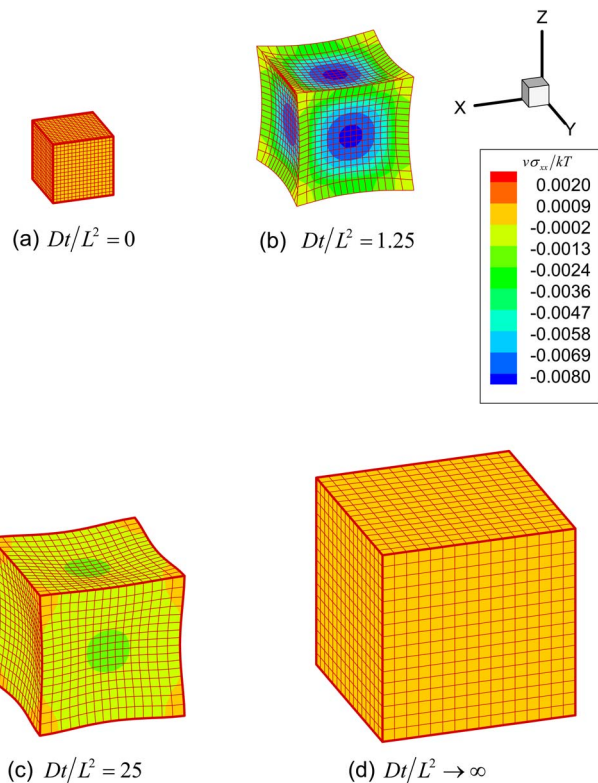 Z
X
Y
(a) Dt/L² = 0
(b) Dt/L² = 1.25
vσₓₓ/kT
0.0020
0.0009
-0.0002
-0.0013
-0.0024
-0.0036
-0.0047
-0.0058
-0.0069
-0.0080
(c) Dt/L² = 25
(d) Dt/L² → ∞